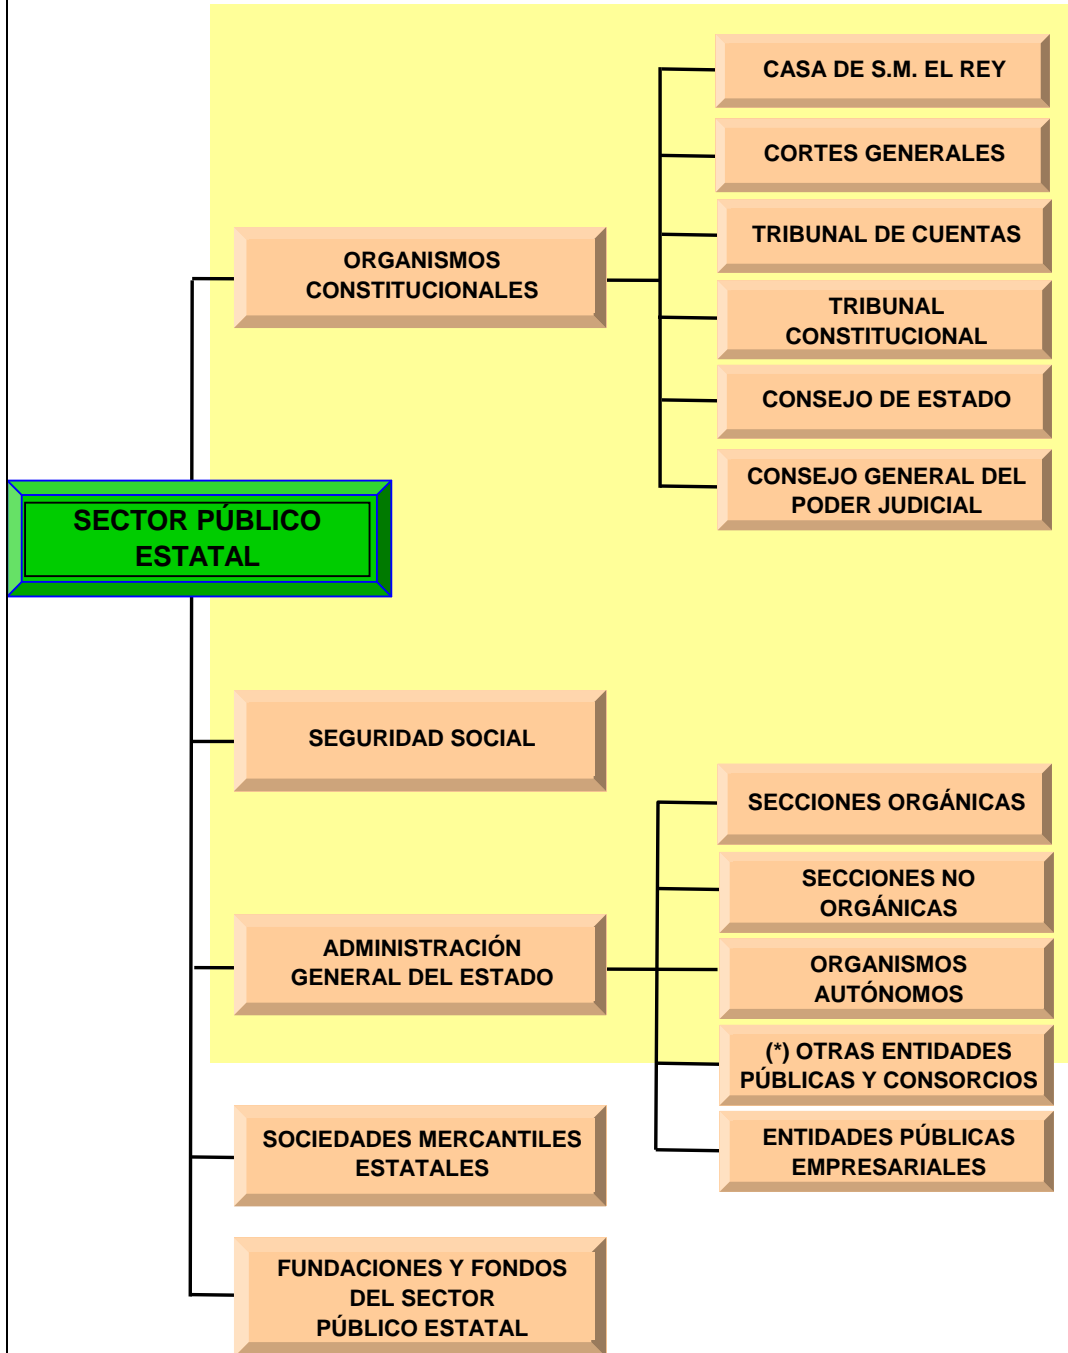 CASA DE S.M. EL REY
CORTES GENERALES
TRIBUNAL DE CUENTAS
ORGANISMOS
CONSTITUCIONALES
TRIBUNAL
CONSTITUCIONAL
CONSEJO DE ESTADO
CONSEJO GENERAL DEL
PODER JUDICIAL
SECTOR PÚBLICO
ESTATAL
SEGURIDAD SOCIAL
SECCIONES ORGÁNICAS
SECCIONES NO
ORGÁNICAS
ADMINISTRACIÓN
GENERAL DEL ESTADO
ORGANISMOS
AUTÓNOMOS
(*) OTRAS ENTIDADES
PÚBLICAS Y CONSORCIOS
SOCIEDADES MERCANTILES
ESTATALES
ENTIDADES PÚBLICAS
EMPRESARIALES
FUNDACIONES Y FONDOS
DEL SECTOR
PÚBLICO ESTATAL